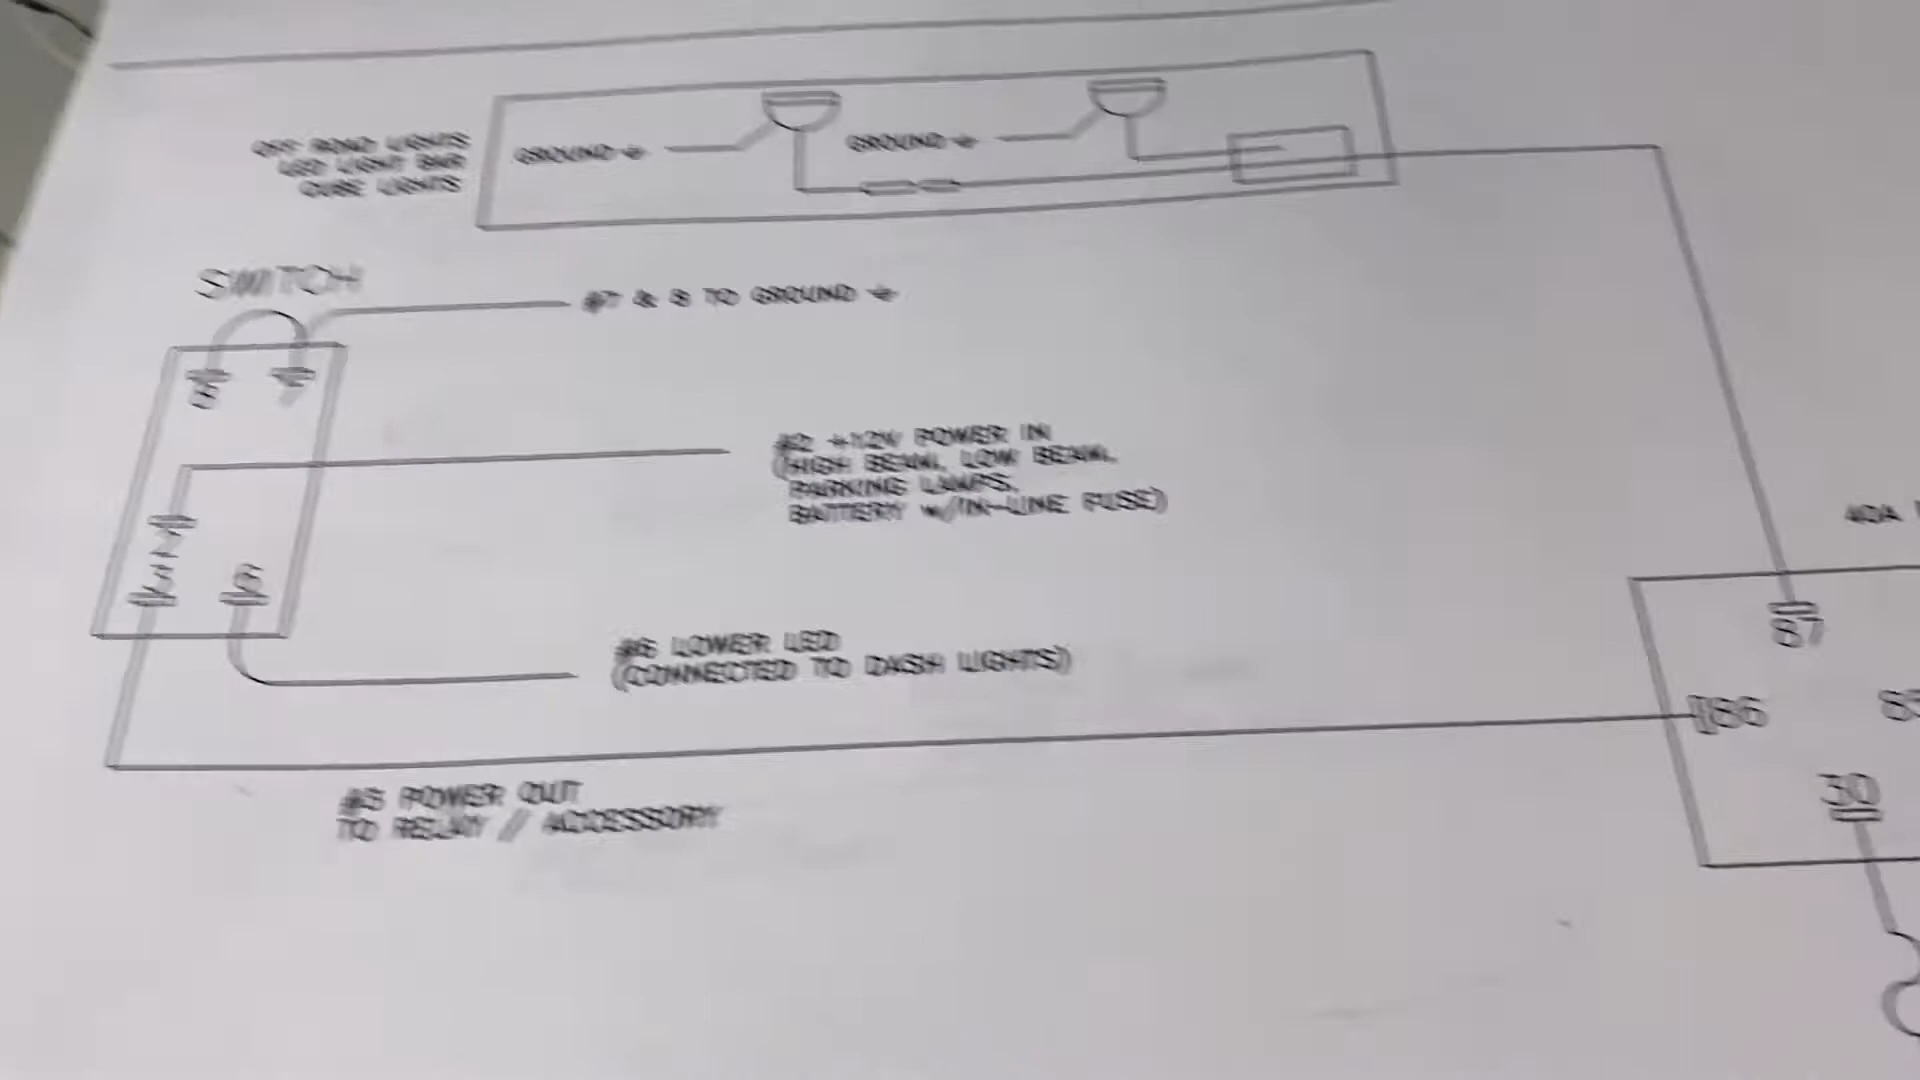 OFF ROAD LIGHTS
LED LIGHT BAR
CUBE LIGHTS
GROUND
GROUND
SWITCH
#7 & 8 TO GROUND
8 7
#2 +12V POWER IN
(HIGH BEAM, LOW BEAM,
PARKING LAMPS,
BATTERY w/IN-LINE FUSE)
2
3 6
#6 LOWER LED
(CONNECTED TO DASH LIGHTS)
#3 POWER OUT
TO RELAY / ACCESSORY
40A
87
86
30